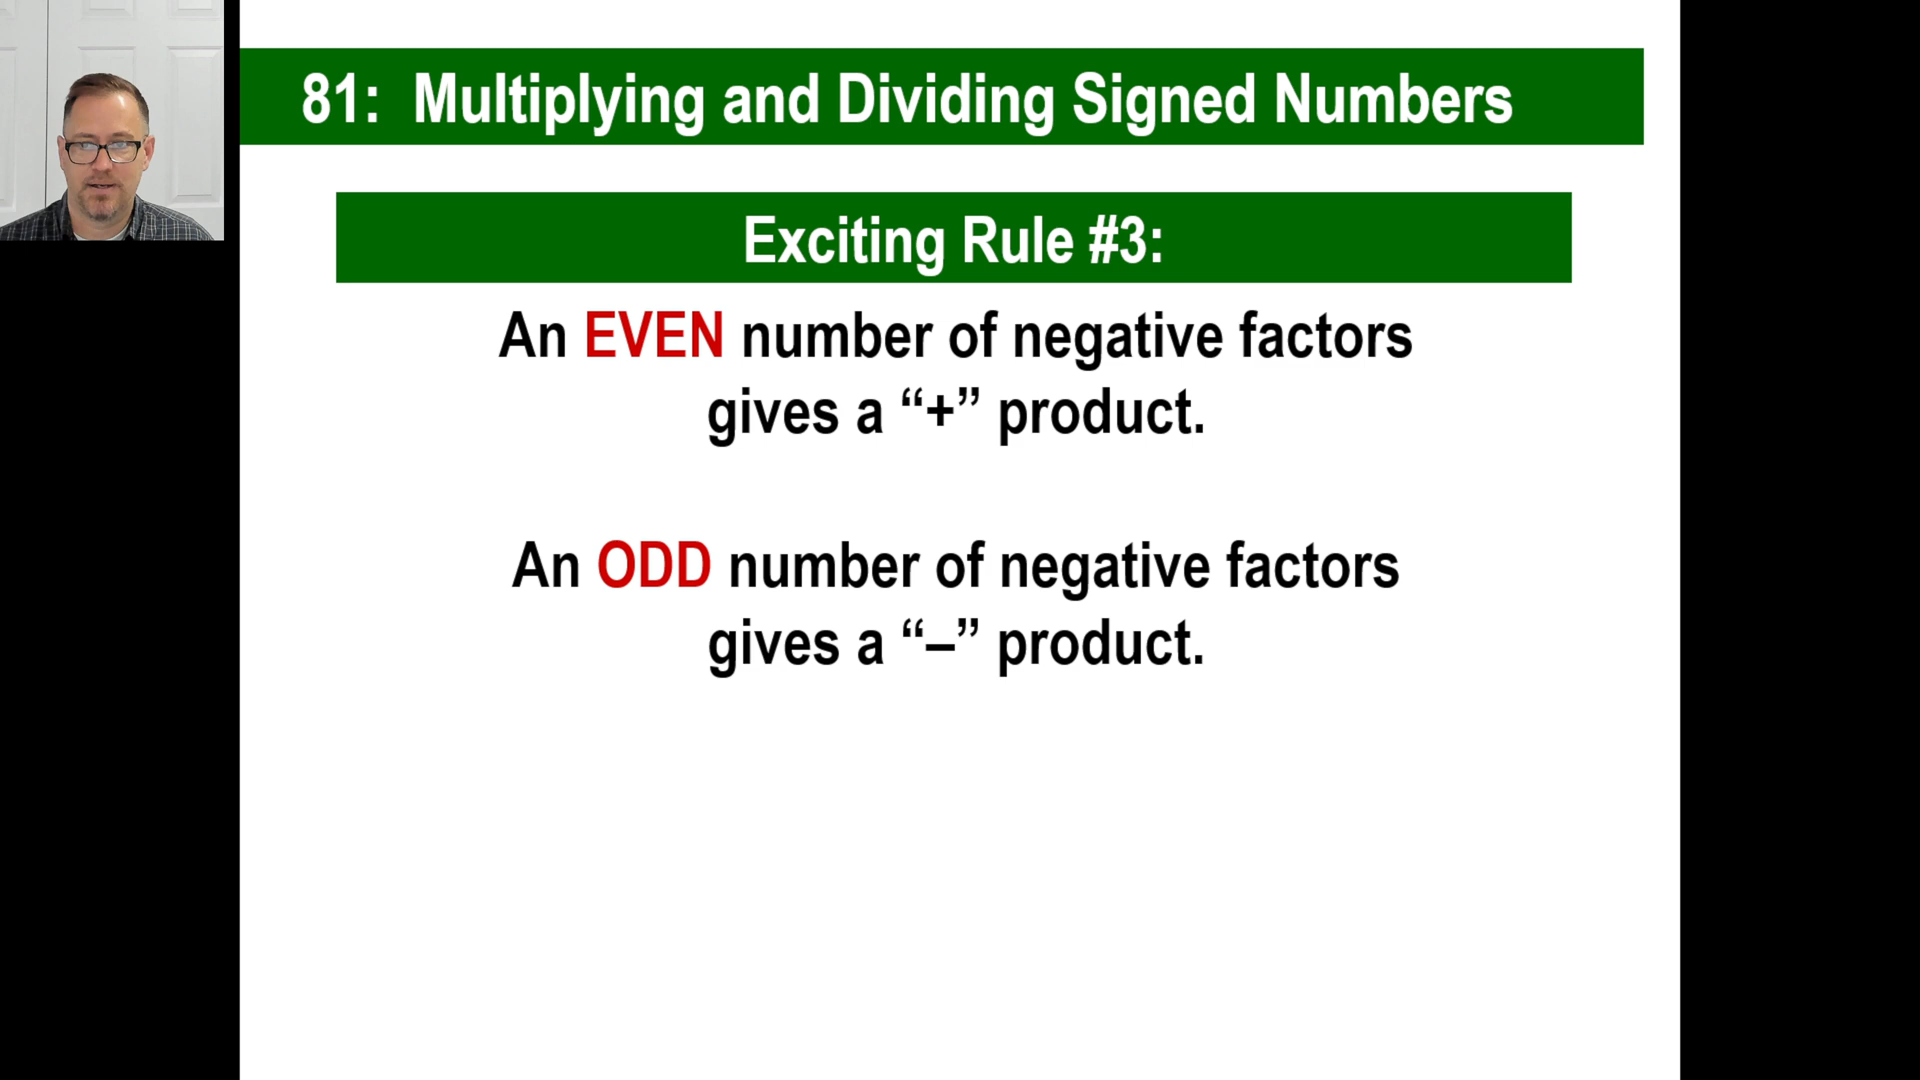 81: Multiplying and Dividing Signed Numbers
Exciting Rule #3:
An EVEN number of negative factors
gives a “+” product.
An ODD number of negative factors
gives a “–” product.